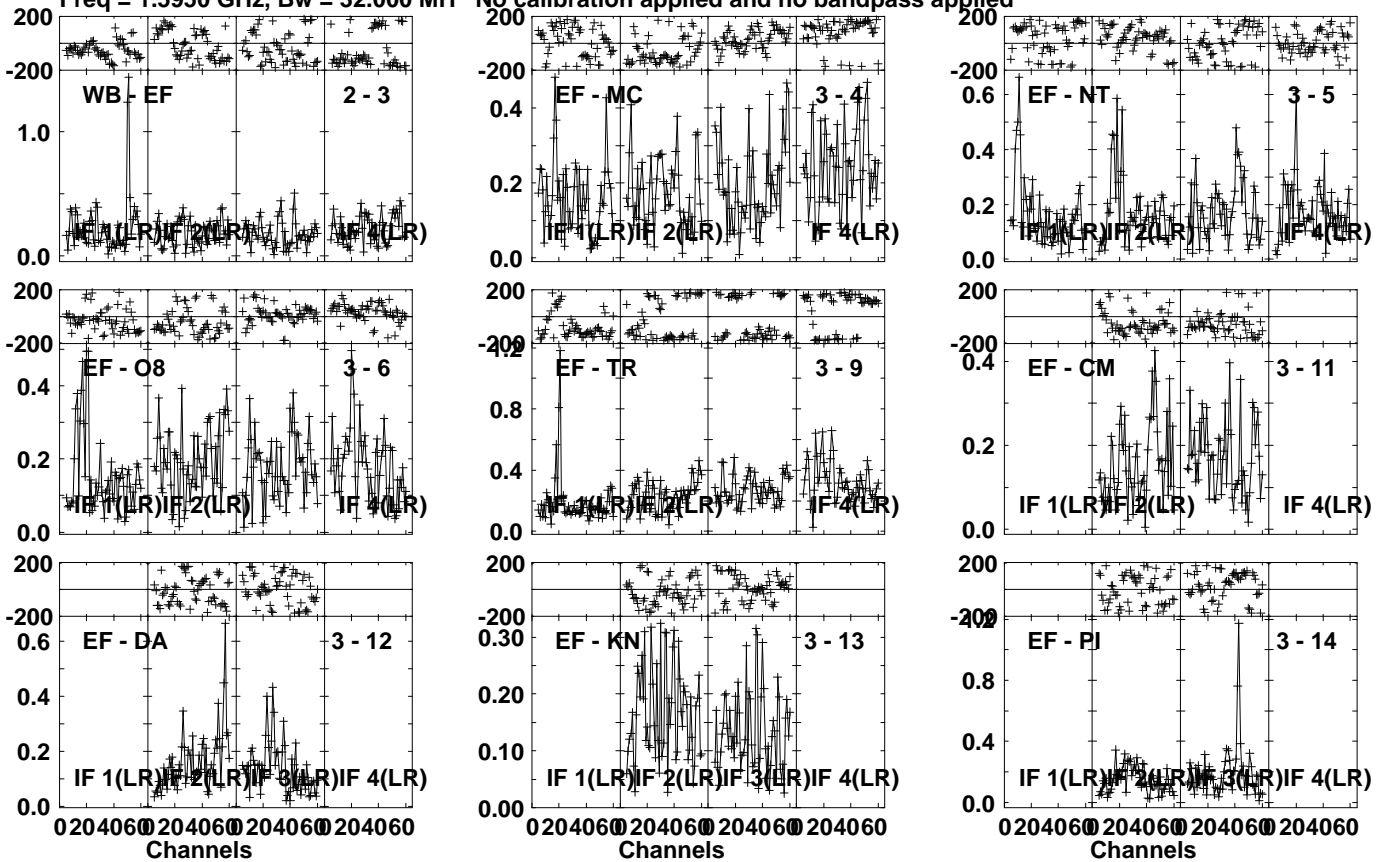 Freq = 1.5950 GHz, Bw = 32.000 MH No calibration applied and no bandpass applied
200
-200
WB - EF 2 - 3
1.0
0.0
IF 1(LR) IF 2(LR) IF 4(LR)
200
-200
EF - MC 3 - 4
0.4
0.2
0.0
IF 1(LR) IF 2(LR) IF 4(LR)
200
-200
EF - NT 3 - 5
0.6
0.4
0.2
0.0
IF 1(LR) IF 2(LR) IF 4(LR)
200
-200
EF - O8 3 - 6
0.4
0.2
0.0
IF 1(LR) IF 2(LR) IF 4(LR)
200
-200
1.2
EF - TR 3 - 9
0.8
0.4
0.0
IF 1(LR) IF 2(LR) IF 4(LR)
200
-200
0.4
EF - CM 3 - 11
0.2
0.0
IF 1(LR) IF 2(LR) IF 4(LR)
200
-200
EF - DA 3 - 12
0.6
0.4
0.2
0.0
IF 1(LR) IF 2(LR) IF 3(LR) IF 4(LR)
0 20 40 60 0 20 40 60 0 20 40 60 0 20 40 60
Channels
200
-200
EF - KN 3 - 13
0.30
0.20
0.10
0.00
IF 1(LR) IF 2(LR) IF 3(LR) IF 4(LR)
0 20 40 60 0 20 40 60 0 20 40 60 0 20 40 60
Channels
200
-200
1.2
EF - PI 3 - 14
0.8
0.4
0.0
IF 1(LR) IF 2(LR) IF 3(LR) IF 4(LR)
0 20 40 60 0 20 40 60 0 20 40 60 0 20 40 60
Channels